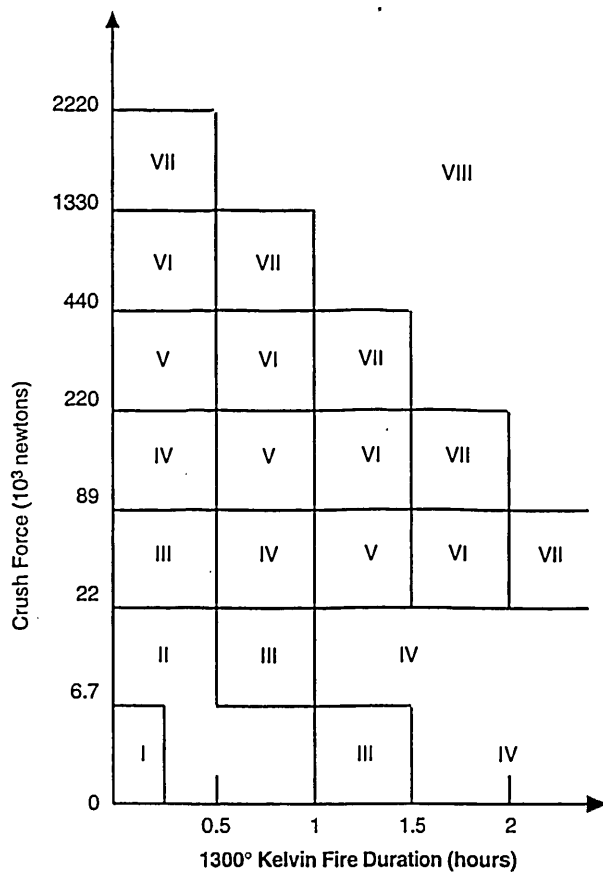 2220
VII
VIII
1330
VI
VII
440
V
VI
VII
220
IV
V
VI
VII
89
III
IV
V
VI
VII
22
II
III
IV
6.7
I
III
IV
0
0.5
1
1.5
2
Crush Force (10³ newtons)
1300° Kelvin Fire Duration (hours)